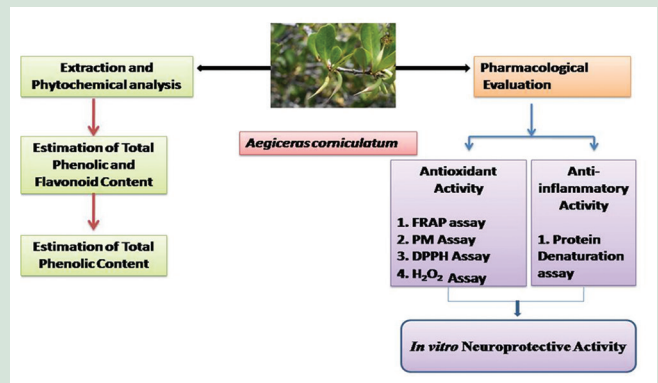 Extraction and
Phytochemical analysis
Pharmacological
Evaluation
Aegiceras corniculatum
Estimation of Total
Phenolic and
Flavonoid Content
Antioxidant
Activity
1. FRAP assay
2. PM Assay
3. DPPH Assay
4. H₂O₂ Assay
Anti-
inflammatory
Activity
1. Protein
Denaturation
assay
Estimation of Total
Phenolic Content
In vitro Neuroprotective Activity